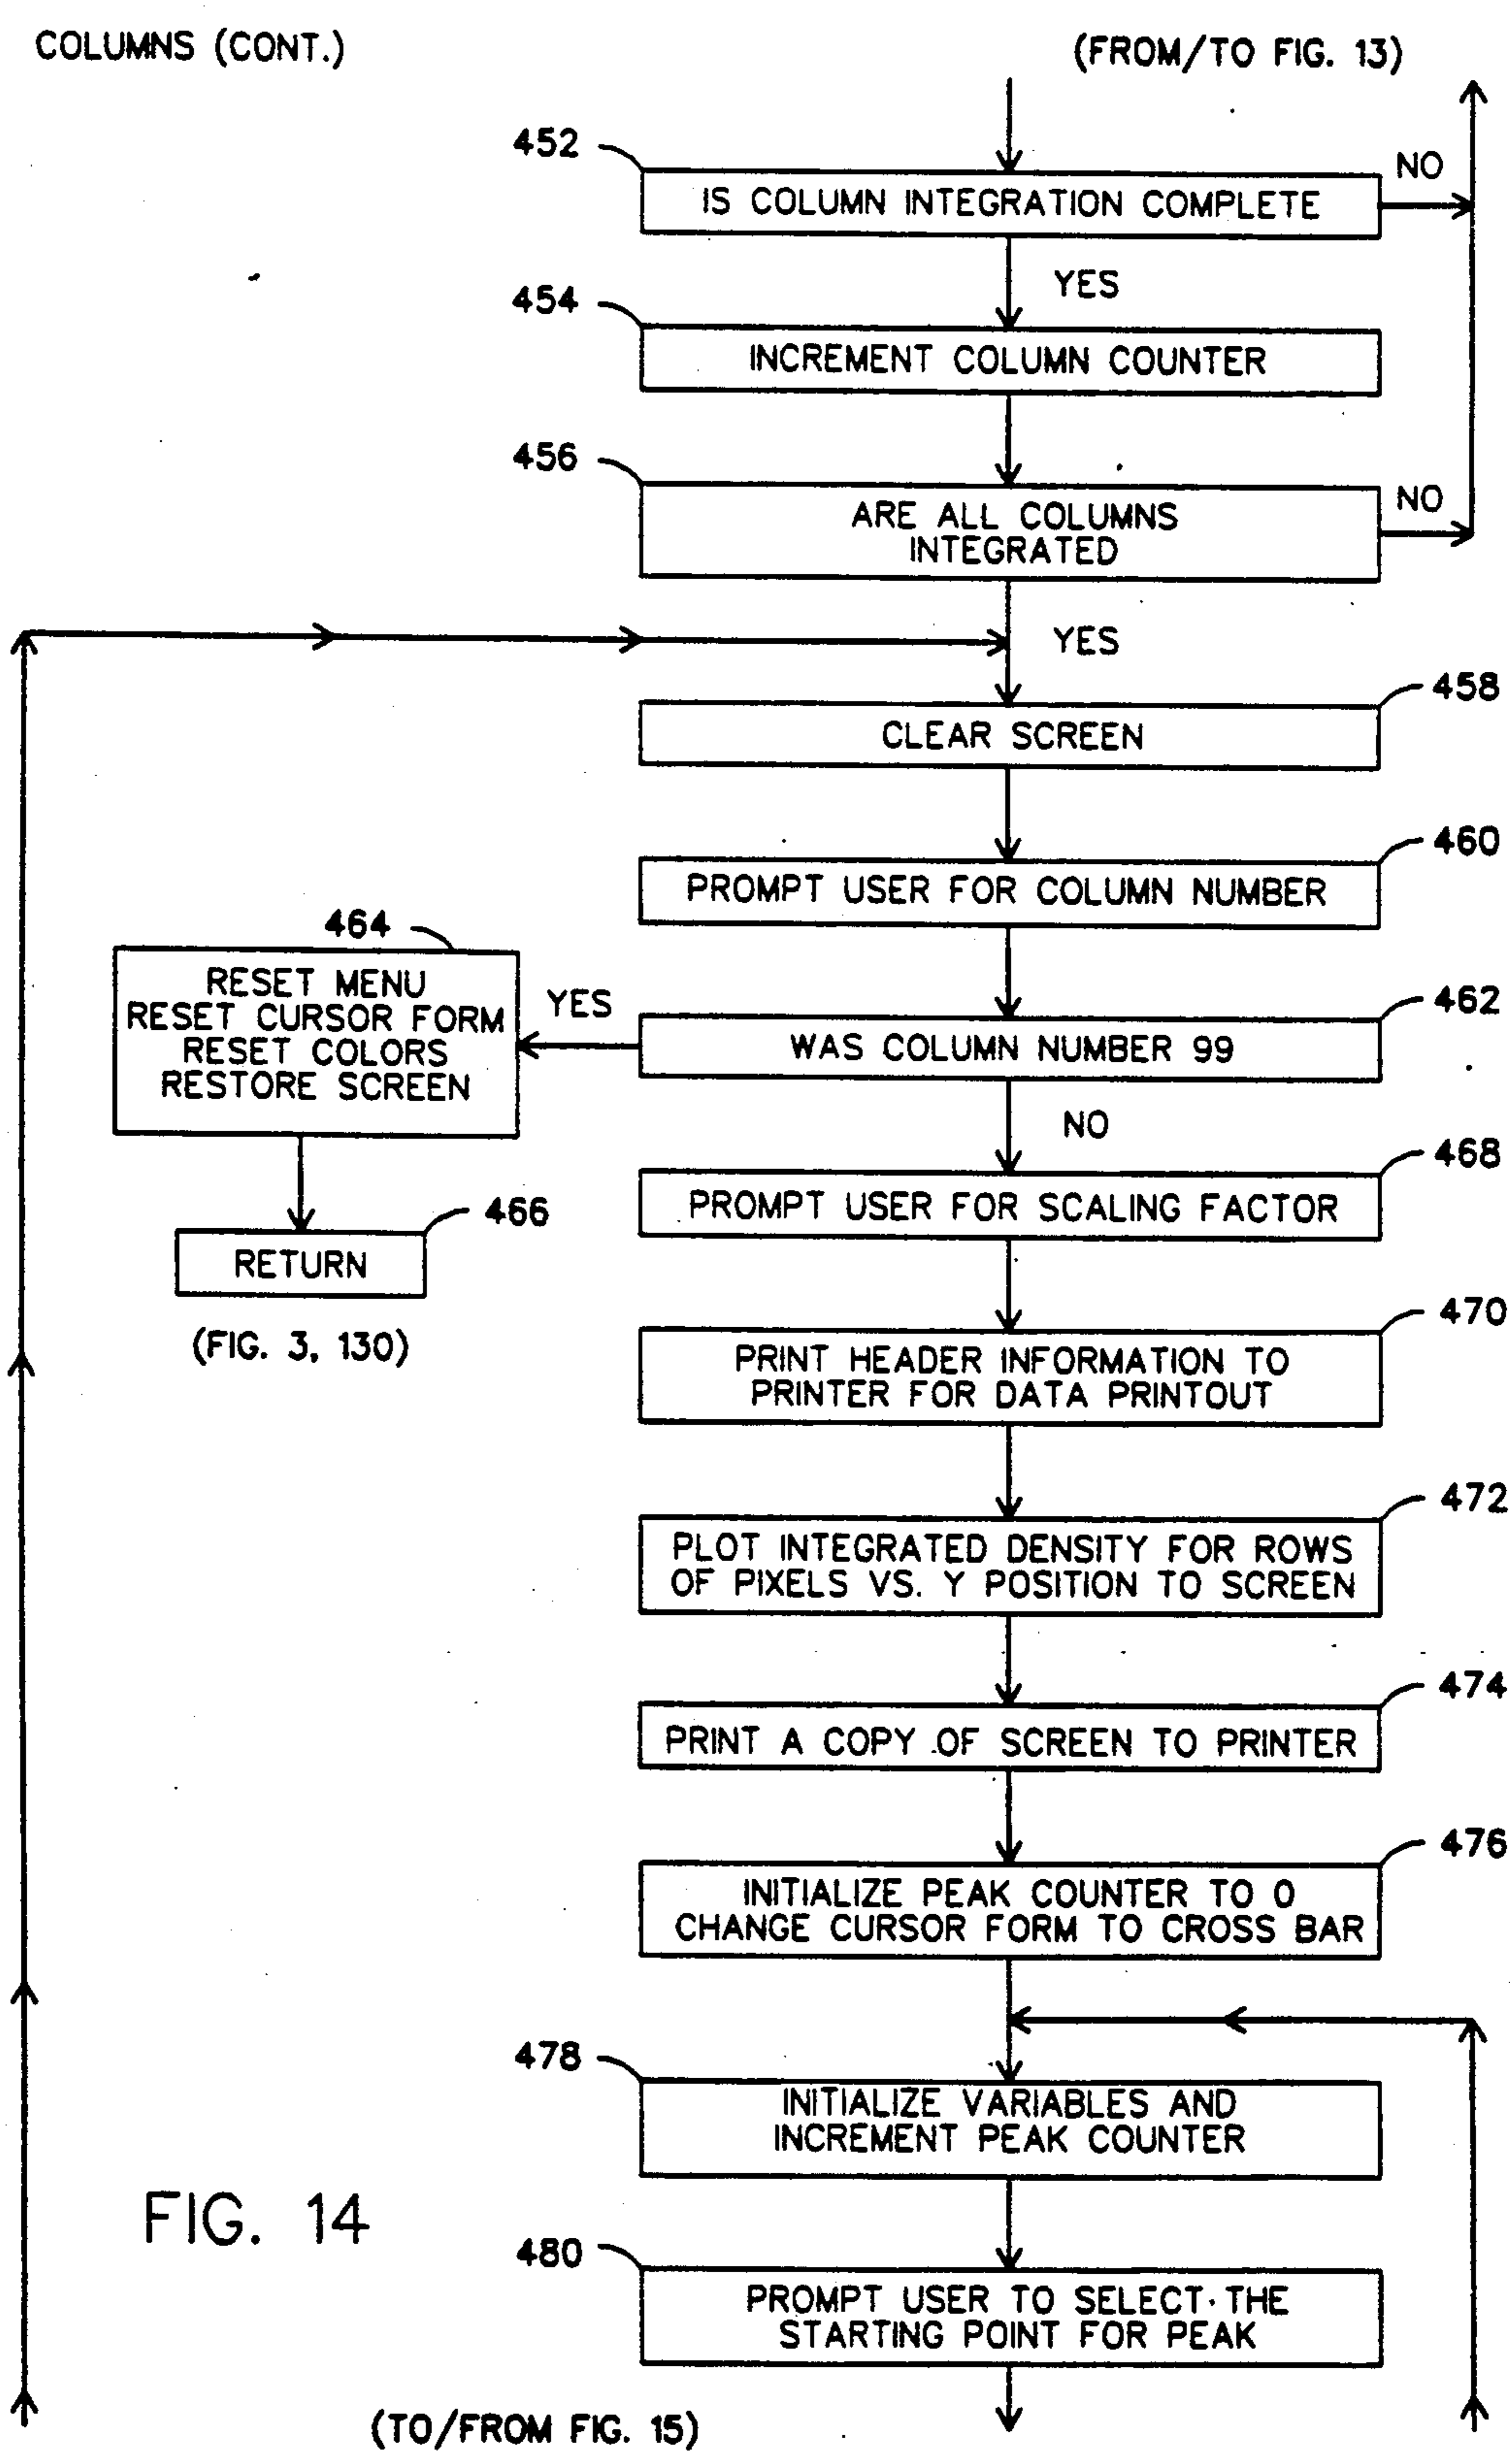 COLUMNS (CONT.)
(FROM/TO FIG. 13)
452
IS COLUMN INTEGRATION COMPLETE
NO
YES
454
INCREMENT COLUMN COUNTER
456
ARE ALL COLUMNS
INTEGRATED
NO
YES
458
CLEAR SCREEN
460
PROMPT USER FOR COLUMN NUMBER
462
WAS COLUMN NUMBER 99
YES
464
RESET MENU
RESET CURSOR FORM
RESET COLORS
RESTORE SCREEN
466
RETURN
(FIG. 3, 130)
NO
468
PROMPT USER FOR SCALING FACTOR
470
PRINT HEADER INFORMATION TO
PRINTER FOR DATA PRINTOUT
472
PLOT INTEGRATED DENSITY FOR ROWS
OF PIXELS VS. Y POSITION TO SCREEN
474
PRINT A COPY OF SCREEN TO PRINTER
476
INITIALIZE PEAK COUNTER TO 0
CHANGE CURSOR FORM TO CROSS BAR
478
INITIALIZE VARIABLES AND
INCREMENT PEAK COUNTER
480
PROMPT USER TO SELECT THE
STARTING POINT FOR PEAK
FIG. 14
(TO/FROM FIG. 15)